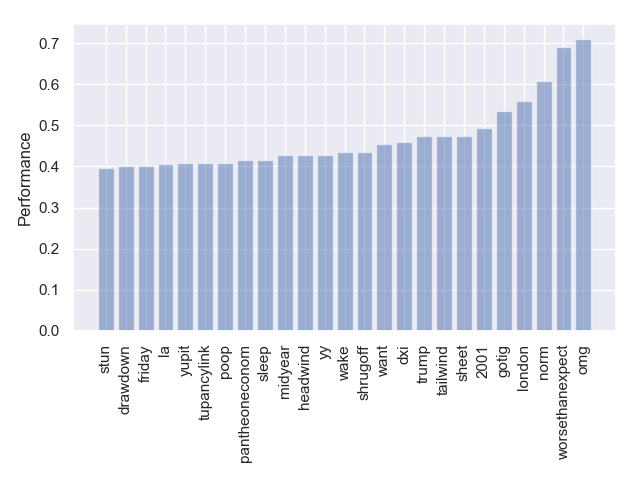 0.7
0.6
0.5
0.4
0.3
0.2
0.1
0.0
Performance
stun
drawdown
friday
la
yupit
tupancylink
poop
pantheoneconom
sleep
midyear
headwind
yy
wake
shrugoff
want
dxi
trump
tailwind
sheet
2001
gotig
london
norm
worsethanexpect
omg